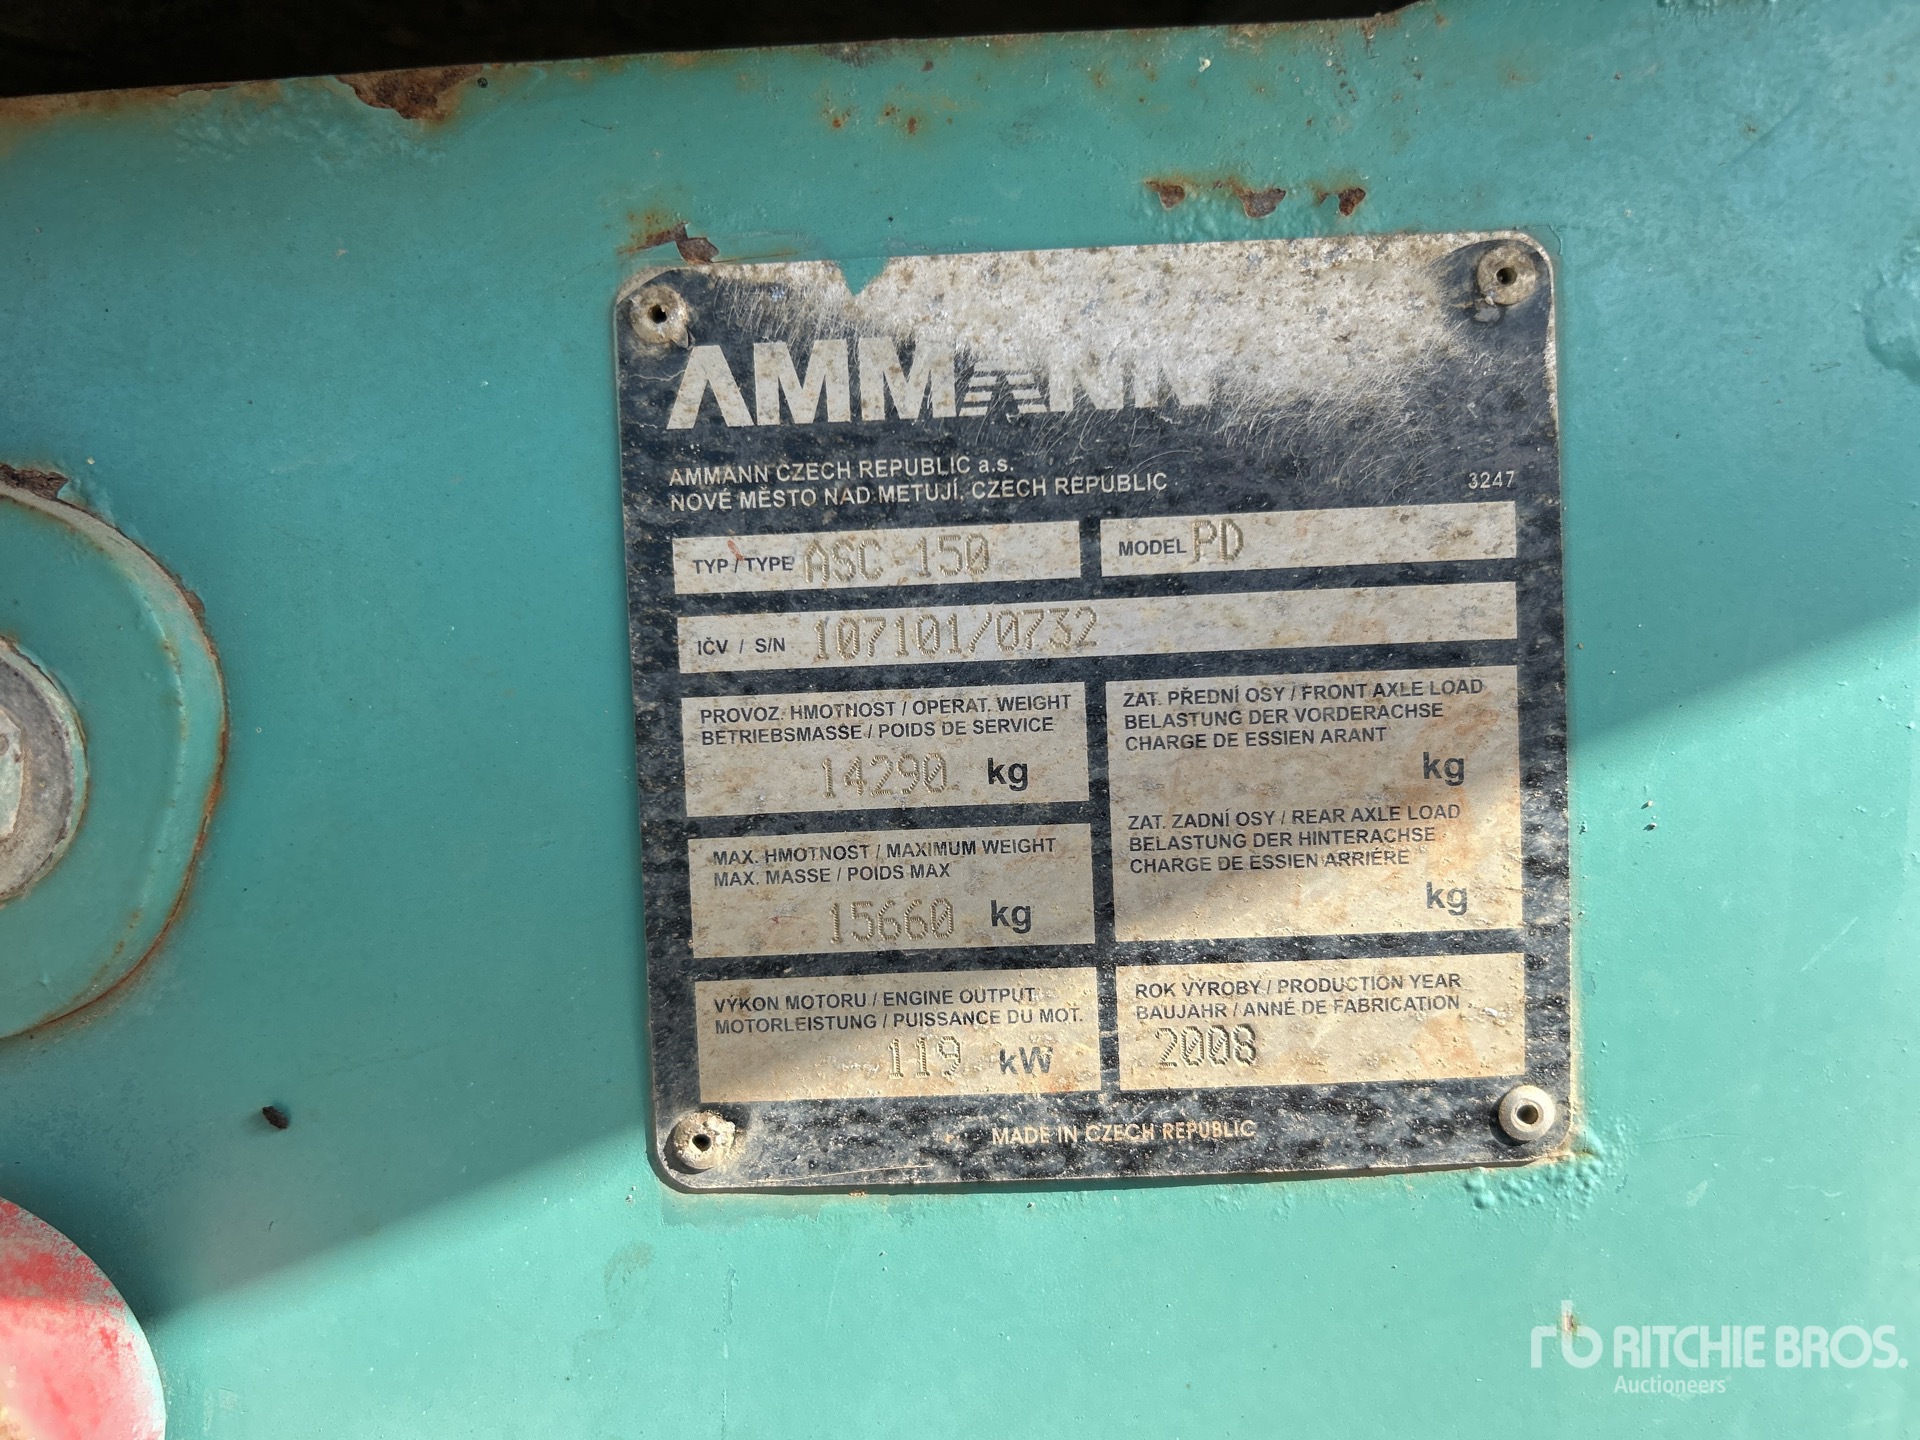 AMMANN
AMMANN CZECH REPUBLIC a.s.
NOVÉ MĚSTO NAD METUJÍ, CZECH REPUBLIC
3247
TYP / TYPE ASC 150
MODEL PD
IČV / S/N 107101/0732
PROVOZ. HMOTNOST / OPERAT. WEIGHT
BETRIEBSMASSE / POIDS DE SERVICE
14290 kg
ZAT. PŘEDNÍ OSY / FRONT AXLE LOAD
BELASTUNG DER VORDERACHSE
CHARGE DE ESSIEN ARANT
kg
ZAT. ZADNÍ OSY / REAR AXLE LOAD
BELASTUNG DER HINTERACHSE
CHARGE DE ESSIEN ARRIÉRE
kg
MAX. HMOTNOST / MAXIMUM WEIGHT
MAX. MASSE / POIDS MAX
15660 kg
VÝKON MOTORU / ENGINE OUTPUT
MOTORLEISTUNG / PUISSANCE DU MOT.
119 kW
ROK VÝROBY / PRODUCTION YEAR
BAUJAHR / ANNÉ DE FABRICATION
2008
MADE IN CZECH REPUBLIC
rb RITCHIE BROS.
Auctioneers